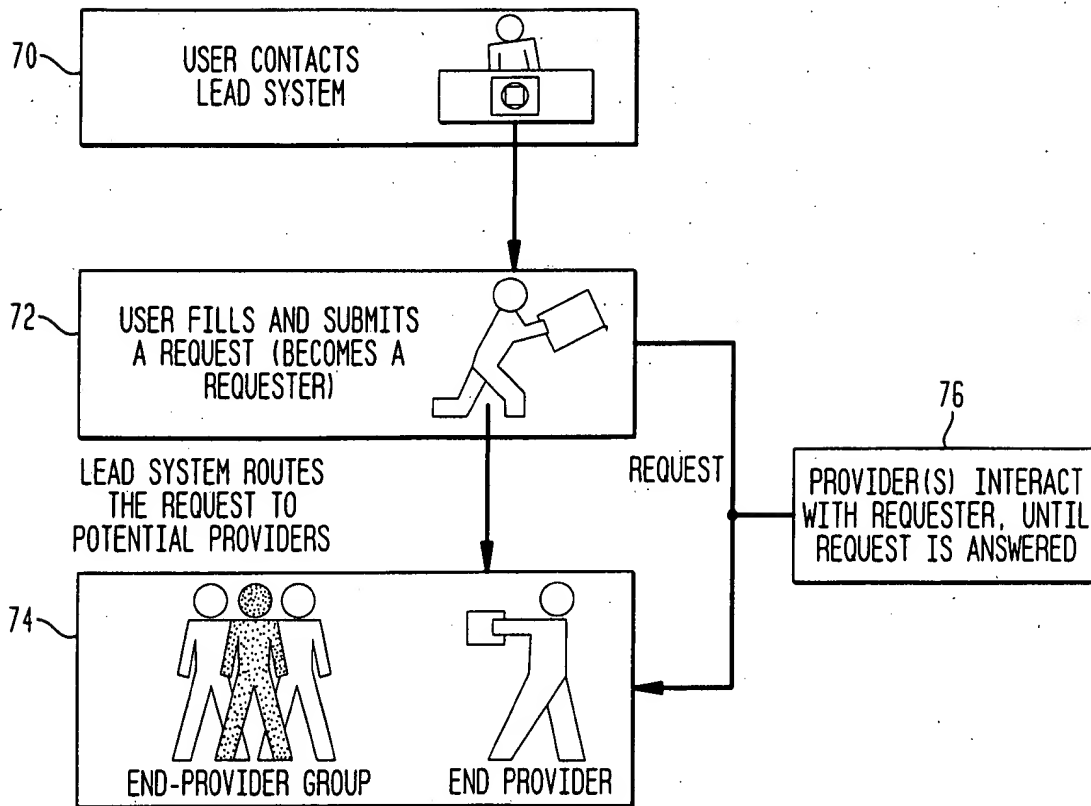 70
USER CONTACTS
LEAD SYSTEM
72
USER FILLS AND SUBMITS
A REQUEST (BECOMES A
REQUESTER)
LEAD SYSTEM ROUTES
THE REQUEST TO
POTENTIAL PROVIDERS
REQUEST
76
PROVIDER(S) INTERACT
WITH REQUESTER, UNTIL
REQUEST IS ANSWERED
74
END-PROVIDER GROUP
END PROVIDER